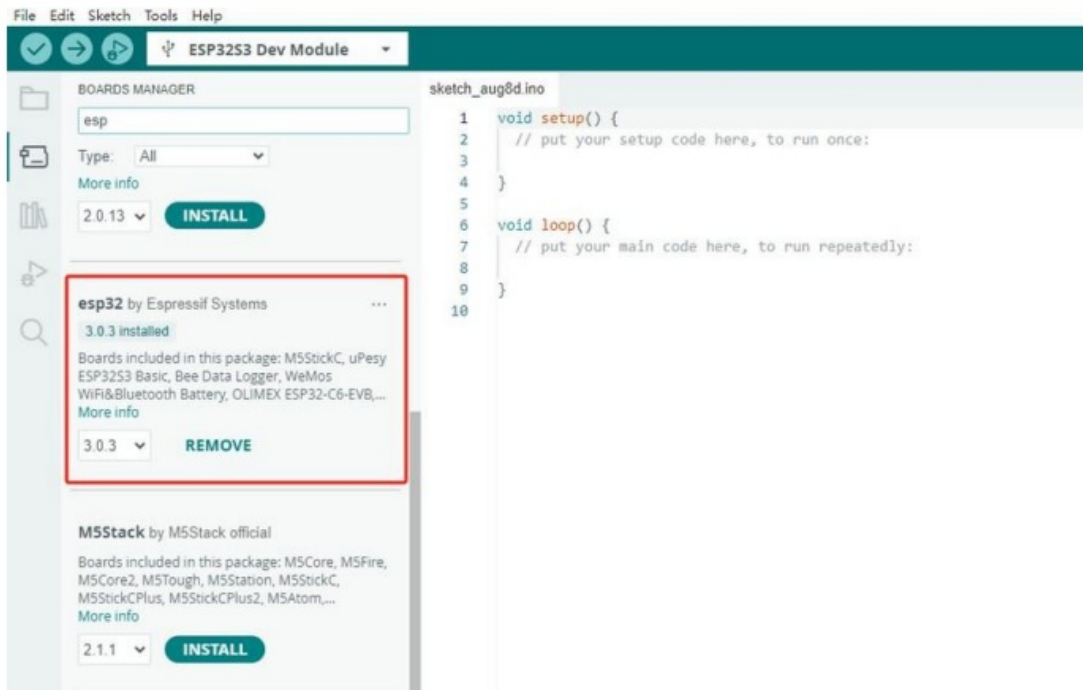 File Edit Sketch Tools Help
ESP32S3 Dev Module
BOARDS MANAGER
esp
Type: All
More info
2.0.13 INSTALL
esp32 by Espressif Systems ...
3.0.3 installed
Boards included in this package: M5StickC, uPesy
ESP32S3 Basic, Bee Data Logger, WeMos
WiFi&Bluetooth Battery, OLIMEX ESP32-C6-EVB,...
More info
3.0.3 REMOVE
M5Stack by M5Stack official
Boards included in this package: M5Core, M5Fire,
M5Core2, M5Tough, M5Station, M5StickC,
M5StickCPlus, M5StickCPlus2, M5Atom,...
More info
2.1.1 INSTALL
sketch_aug8d.ino
1 void setup() {
2 // put your setup code here, to run once:
3
4 }
5
6 void loop() {
7 // put your main code here, to run repeatedly:
8
9 }
10